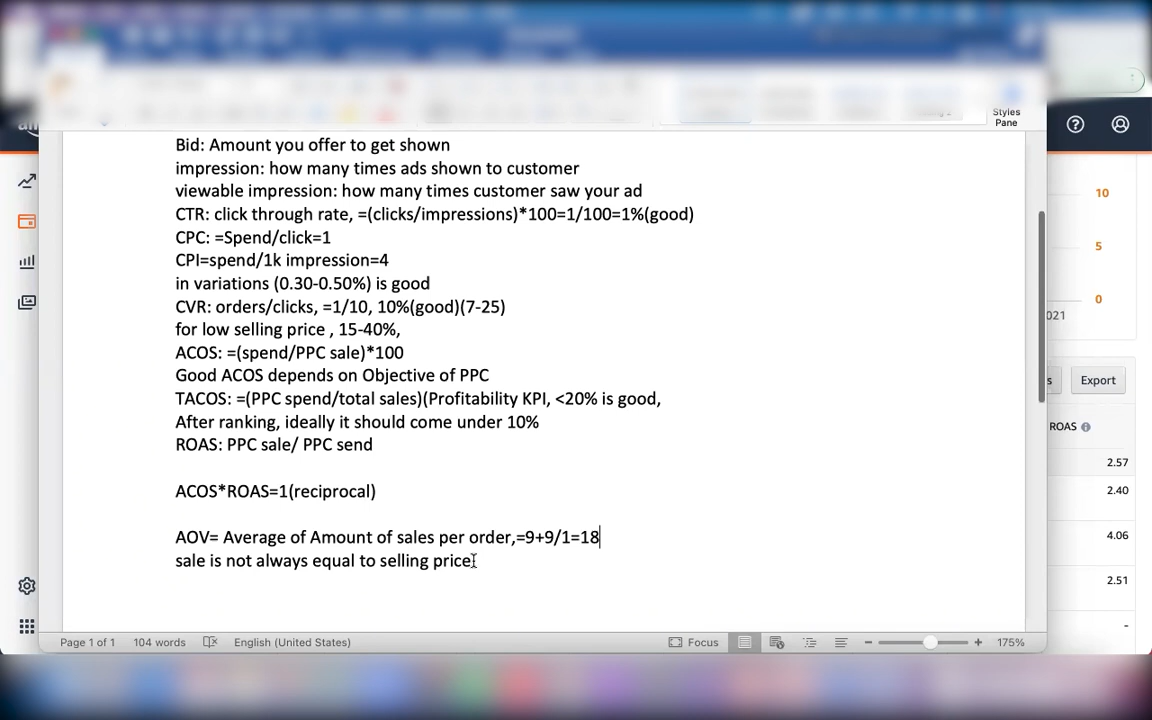 Styles
Pane
Bid: Amount you offer to get shown
impression: how many times ads shown to customer
viewable impression: how many times customer saw your ad
CTR: click through rate, =(clicks/impressions)*100=1/100=1%(good)
CPC: =Spend/click=1
CPI=spend/1k impression=4
in variations (0.30-0.50%) is good
CVR: orders/clicks, =1/10, 10%(good)(7-25)
for low selling price , 15-40%,
ACOS: =(spend/PPC sale)*100
Good ACOS depends on Objective of PPC
TACOS: =(PPC spend/total sales)(Profitability KPI, <20% is good,
After ranking, ideally it should come under 10%
ROAS: PPC sale/ PPC send
ACOS*ROAS=1(reciprocal)
AOV= Average of Amount of sales per order,=9+9/1=18
sale is not always equal to selling price
10
5
0
021
s
Export
ROAS
2.57
2.40
4.06
2.51
-
Page 1 of 1
104 words
English (United States)
Focus
175%